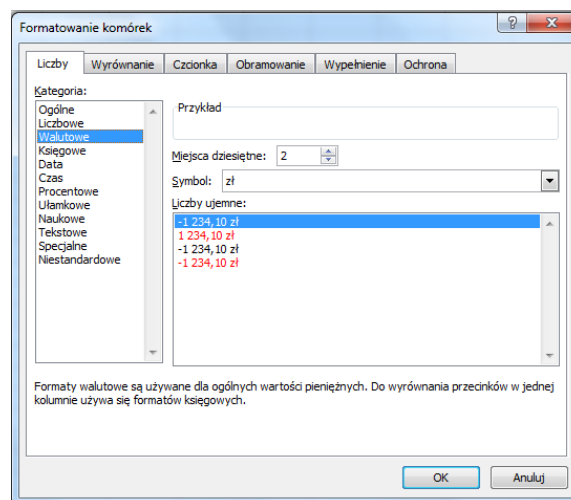 Formatowanie komórek
Liczby Wyrównanie Czcionka Obramowanie Wypełnienie Ochrona
Kategoria:
Ogólne
Liczbowe
Walutowe
Księgowe
Data
Czas
Procentowe
Ułamkowe
Naukowe
Tekstowe
Specjalne
Niestandardowe
Przykład
Miejsca dziesiętne: 2
Symbol: zł
Liczby ujemne:
-1 234,10 zł
1 234,10 zł
-1 234,10 zł
-1 234,10 zł
Formaty walutowe są używane dla ogólnych wartości pieniężnych. Do wyrównania przecinków w jednej
kolumnie używa się formatów księgowych.
OK Anuluj